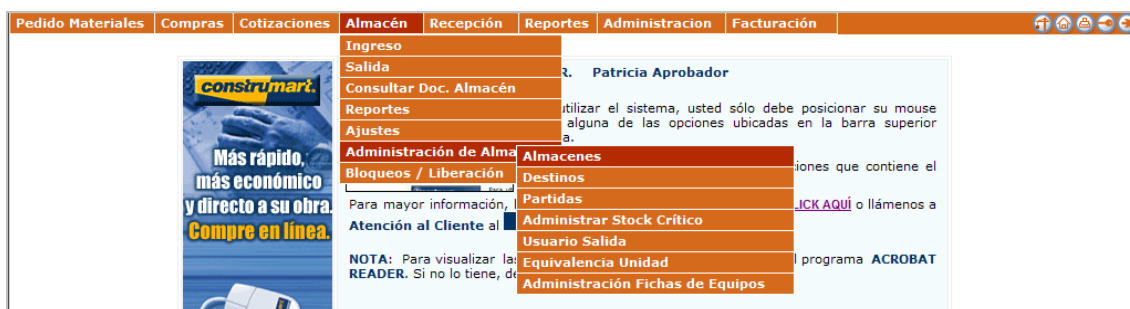 Pedido Materiales Compras Cotizaciones Almacén Recepción Reportes Administracion Facturación
Ingreso
Salida
Consultar Doc. Almacén
Reportes
Ajustes
Administración de Alma
Bloqueos / Liberación
Almacenes
Destinos
Partidas
Administrar Stock Crítico
Usuario Salida
Equivalencia Unidad
Administración Fichas de Equipos
construmart.
Más rápido,
más económico
y directo a su obra.
Compre en línea.
R. Patricia Aprobador
utilizar el sistema, usted sólo debe posicionar su mouse
alguna de las opciones ubicadas en la barra superior
a.
ciones que contiene el
Para mayor información, LICK AQUÍ o llámenos a
Atención al Cliente al
NOTA: Para visualizar las l programa ACROBAT
READER. Si no lo tiene, de